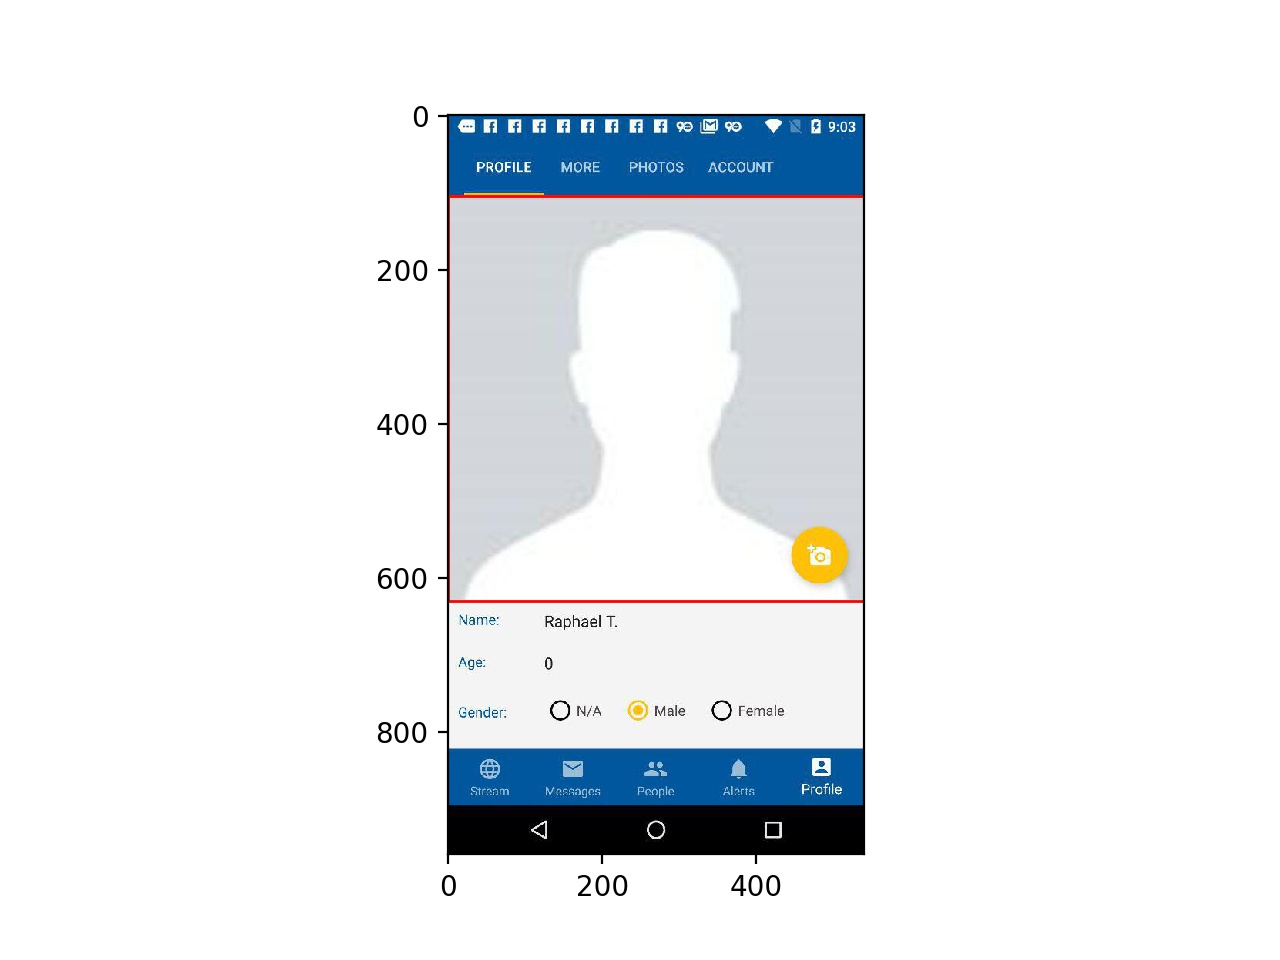 9:03
PROFILE MORE PHOTOS ACCOUNT
0
200
400
600
800
Name: Raphael T.
Age: 0
Gender: N/A Male Female
Stream Messages People Alerts Profile
0 200 400